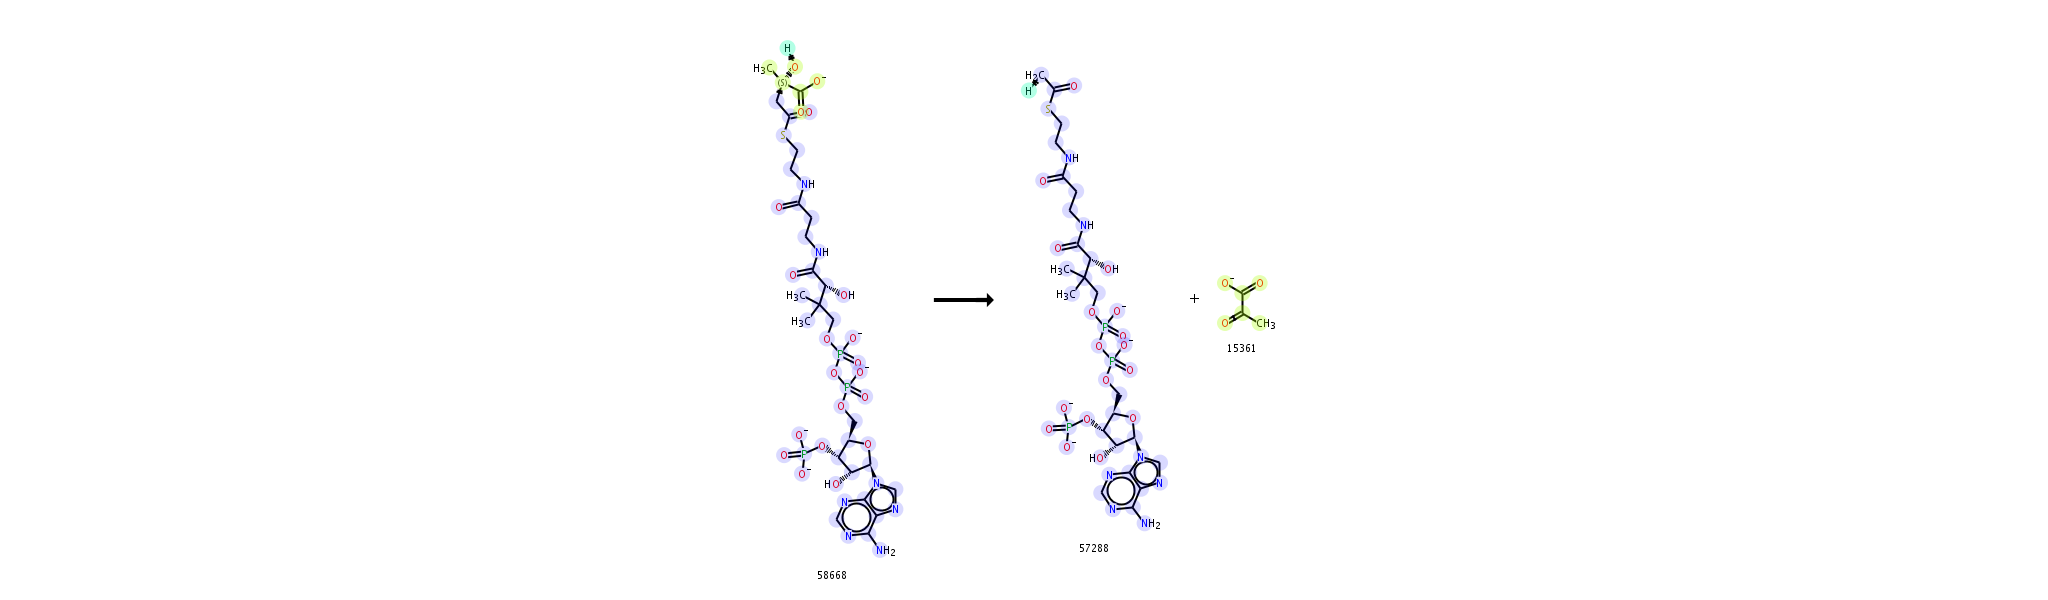 H
H₃C O
(S) O⁻
O O
S
NH
O
NH
O
OH
H₃C
H₃C
O
O⁻
P
O
O O⁻
P
O
O
O⁻
O O
O P
O⁻
HO
N
N
N
N
NH₂
58668
H₃C
H
O
S
NH
O
NH
O
OH
H₃C
H₃C
O
O⁻
P
O
O O⁻
P
O
O
O⁻
O O
O P
O⁻
HO
N
N
N
N
NH₂
57288
+
O⁻ O
O CH₃
15361